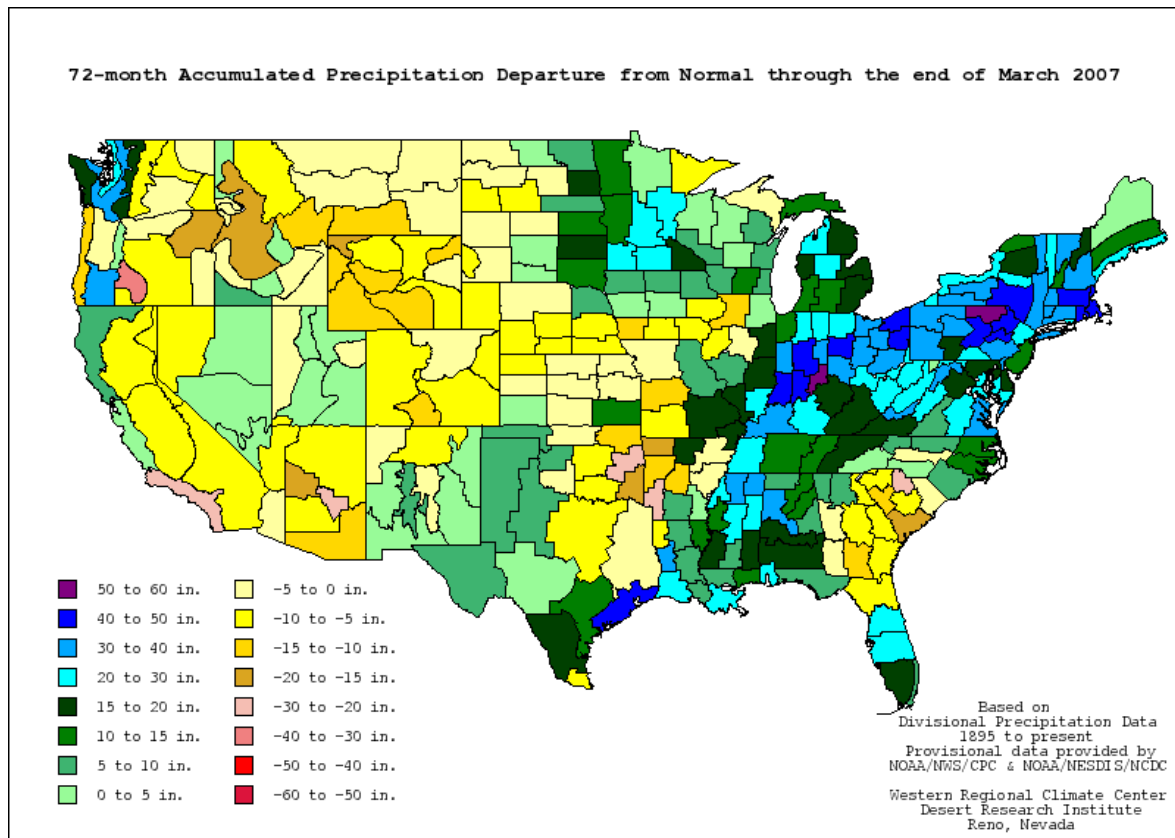 72-month Accumulated Precipitation Departure from Normal through the end of March 2007
50 to 60 in.
40 to 50 in.
30 to 40 in.
20 to 30 in.
15 to 20 in.
10 to 15 in.
5 to 10 in.
0 to 5 in.
-5 to 0 in.
-10 to -5 in.
-15 to -10 in.
-20 to -15 in.
-30 to -20 in.
-40 to -30 in.
-50 to -40 in.
-60 to -50 in.
Based on
Divisional Precipitation Data
1895 to present
Provisional data provided by
NOAA/NWS/CPC & NOAA/NESDIS/NCDC
Western Regional Climate Center
Desert Research Institute
Reno, Nevada